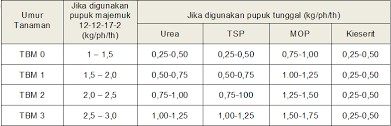 Umur Tanaman
Jika digunakan pupuk majemuk 12-12-17-2 (kg/ph/th)
Jika digunakan pupuk tunggal (kg/ph/th)
Urea TSP MOP Kieserit
TBM 0 1 – 1,5 0,25-0,50 0,25-0,50 0,75-1,00 0,25-0,50
TBM 1 1,5 – 2,0 0,50-0,75 0,50-0,75 1.00-1,25 0,25-0,50
TBM 2 2,0 – 2,5 0,75-1,00 0,75-100 1,25-1,50 0,25-0,50
TBM 3 2,5 – 3,0 1,00-1,25 1,00-1,25 1,50-1,75 0,25-0,50